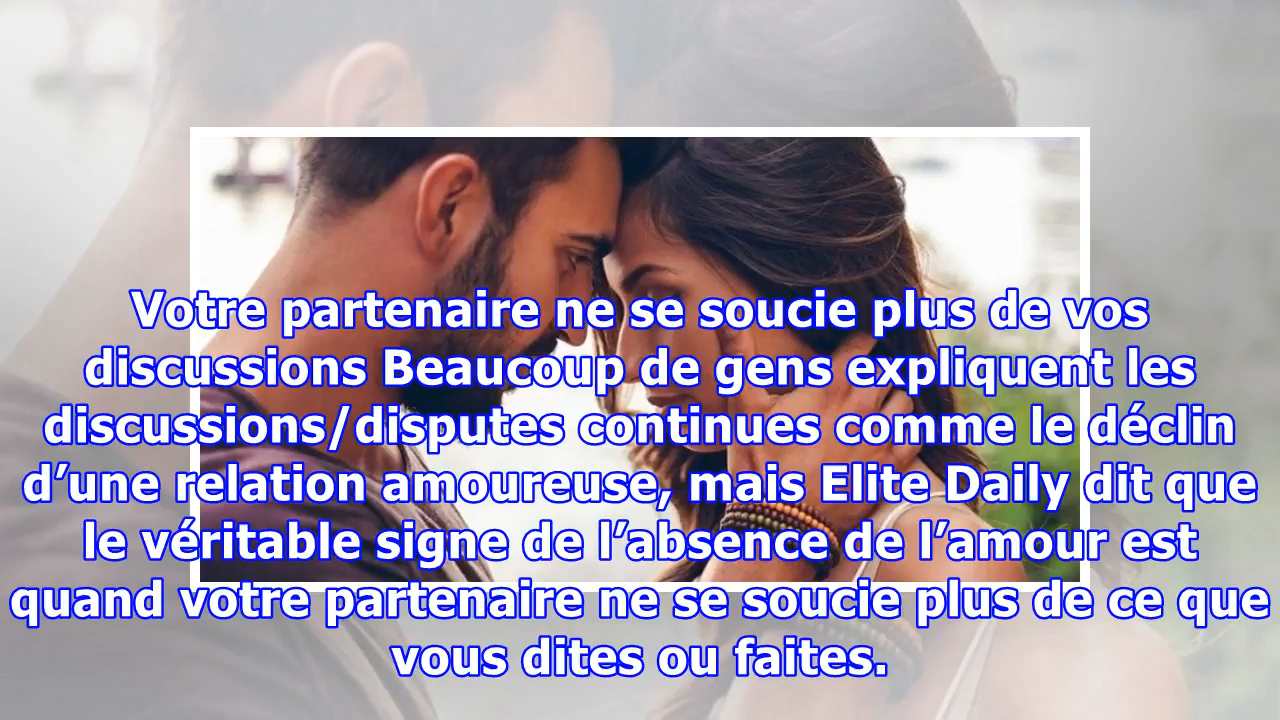 Votre partenaire ne se soucie plus de vos
discussions Beaucoup de gens expliquent les
discussions/disputes continues comme le déclin
d’une relation amoureuse, mais Elite Daily dit que
le véritable signe de l’absence de l’amour est
quand votre partenaire ne se soucie plus de ce que
vous dites ou faites.